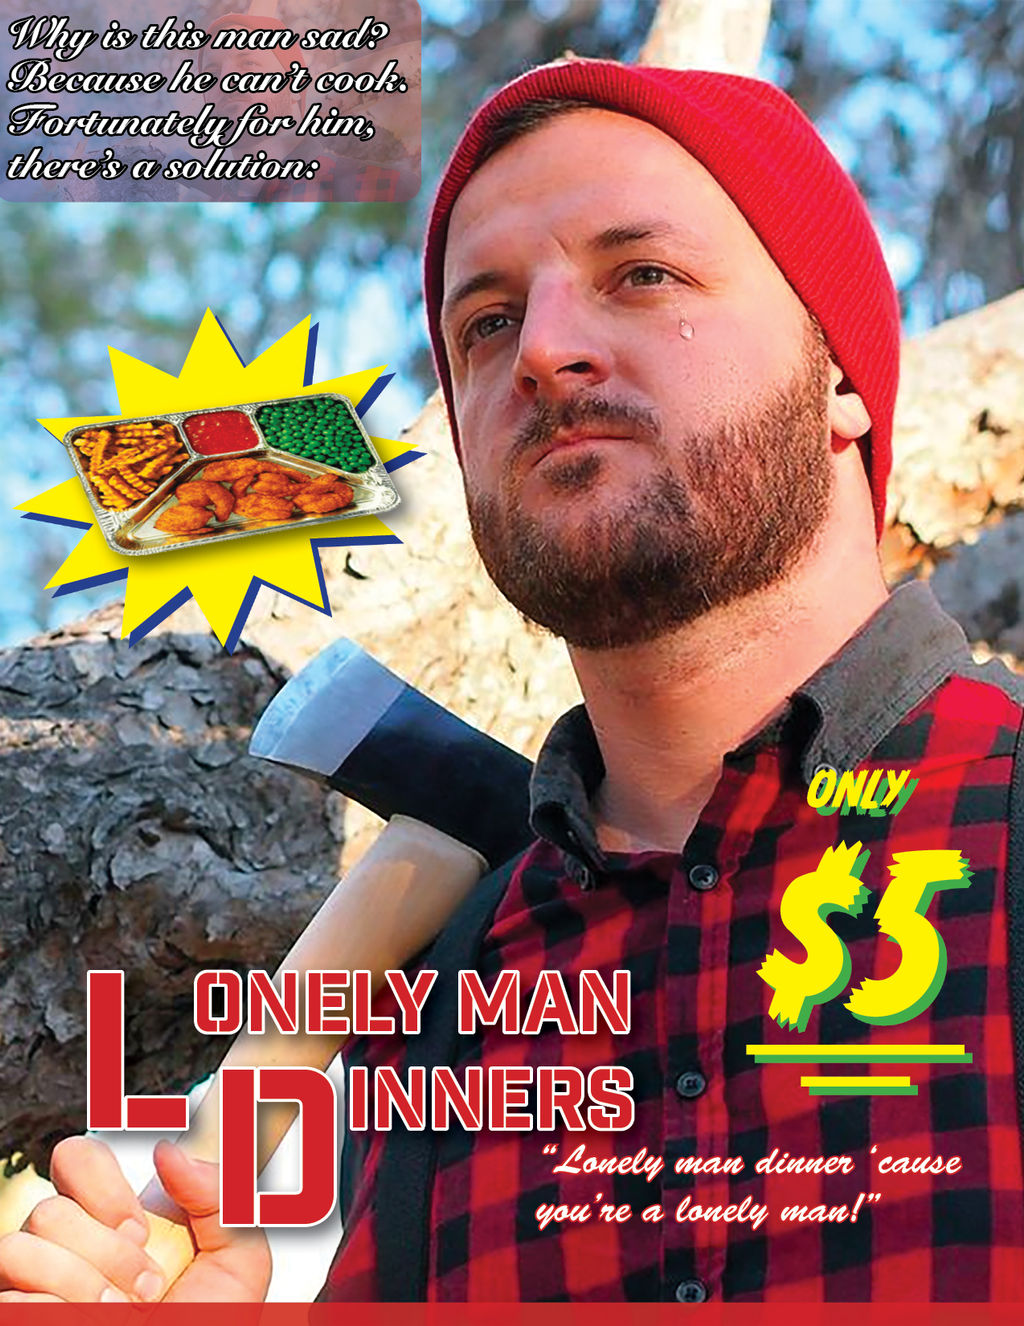 Why is this man sad?
Because he can't cook.
Fortunately for him,
there's a solution:
ONLY
$5
LONELY MAN
DINNERS
“Lonely man dinner ‘cause
you’re a lonely man!”